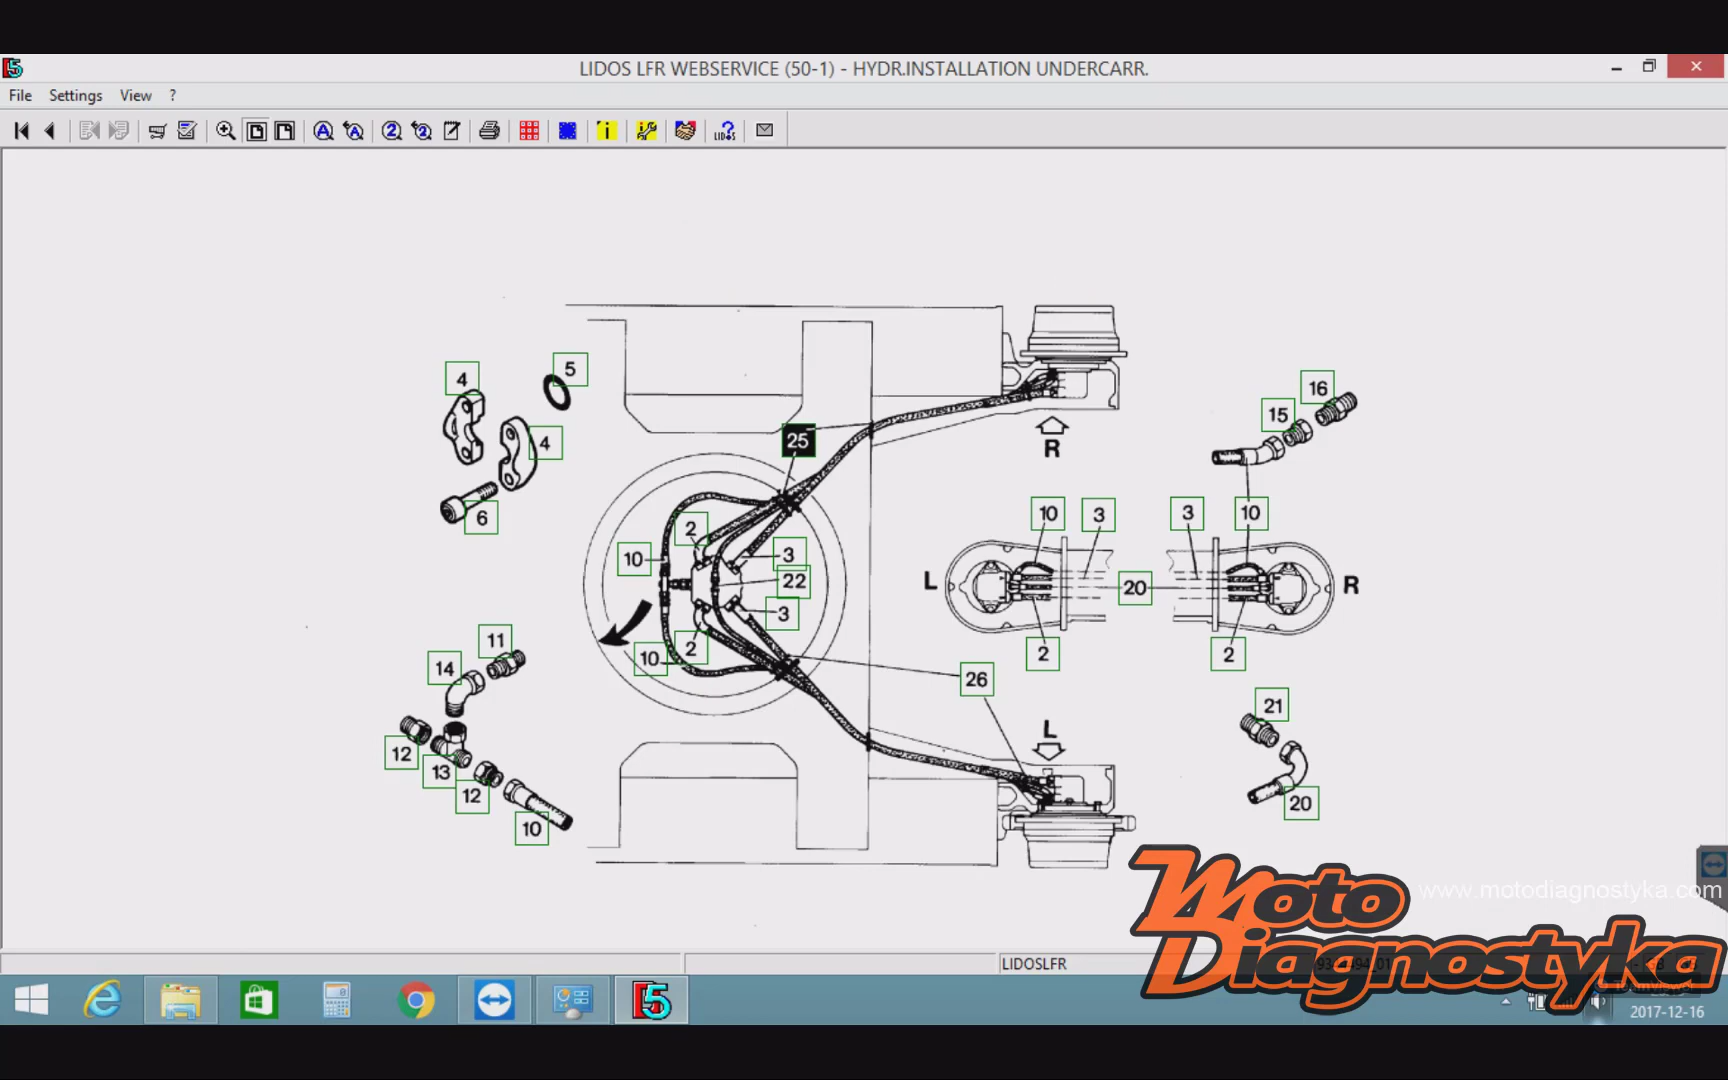 LIDOS LFR WEBSERVICE (50-1) - HYDR.INSTALLATION UNDERCARR.
File Settings View ?
4
5
16
15
4
25
R
6
10 3 3 10
2
10
3
22
L
20
R
3
11
10
2
2
2
14
26
21
L
12
13
12
20
10
Moto
www.motodiagnostyka.com
Diagnostyka
LIDOSLFR
2017-12-16